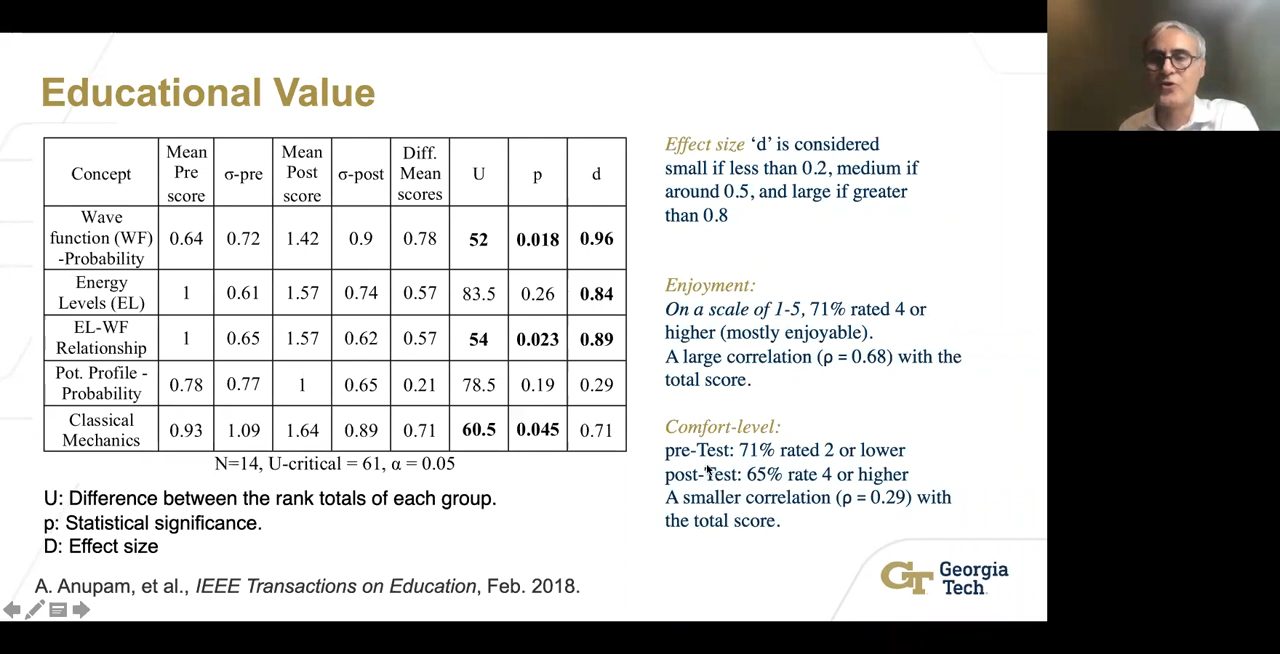 Educational Value
Concept Mean Pre score σ-pre Mean Post score σ-post Diff. Mean scores U p d
Wave function (WF) -Probability 0.64 0.72 1.42 0.9 0.78 52 0.018 0.96
Energy Levels (EL) 1 0.61 1.57 0.74 0.57 83.5 0.26 0.84
EL-WF Relationship 1 0.65 1.57 0.62 0.57 54 0.023 0.89
Pot. Profile - Probability 0.78 0.77 1 0.65 0.21 78.5 0.19 0.29
Classical Mechanics 0.93 1.09 1.64 0.89 0.71 60.5 0.045 0.71
N=14, U-critical = 61, α = 0.05
U: Difference between the rank totals of each group.
p: Statistical significance.
D: Effect size
A. Anupam, et al., IEEE Transactions on Education, Feb. 2018.
Effect size ‘d’ is considered
small if less than 0.2, medium if
around 0.5, and large if greater
than 0.8
Enjoyment:
On a scale of 1-5, 71% rated 4 or
higher (mostly enjoyable).
A large correlation (ρ = 0.68) with the
total score.
Comfort-level:
pre-Test: 71% rated 2 or lower
post-Test: 65% rate 4 or higher
A smaller correlation (ρ = 0.29) with
the total score.
GT Georgia
Tech